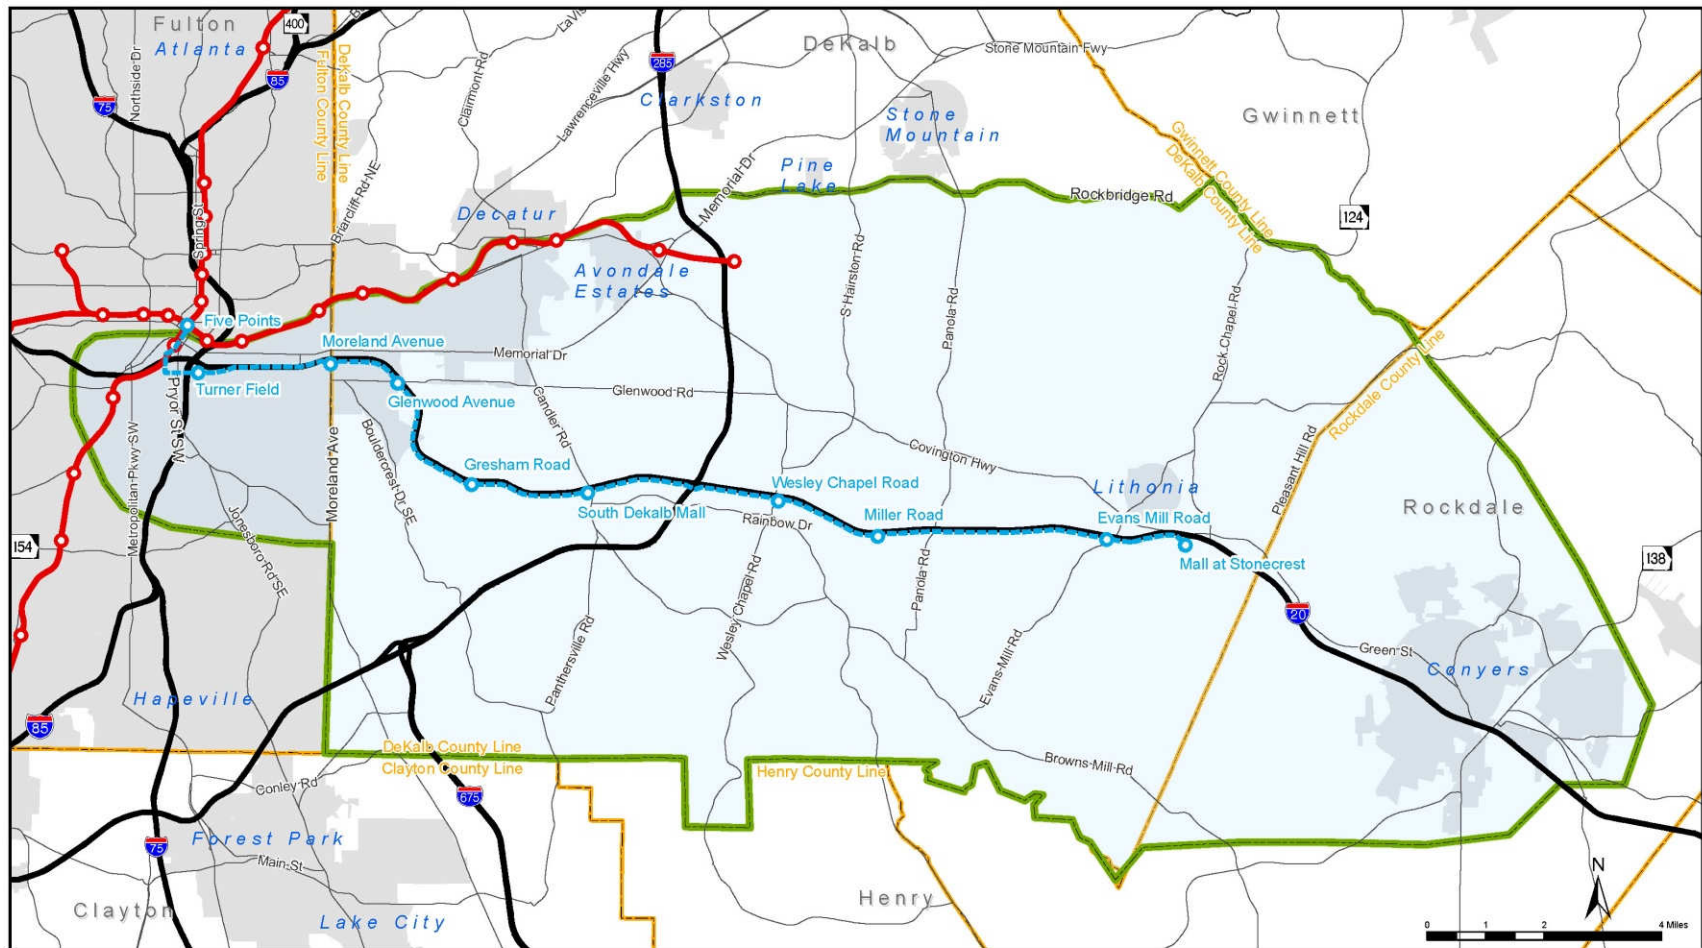 Fulton
Atlanta
400
DeKalb
Stone Mountain Fwy
85
75
285
Northside Dr
DeKalb County Line
Fulton County Line
Clairmont Rd
Lawrenceville Hwy
Clarkston
Stone
Mountain
Gwinnett
Gwinnett County Line
DeKalb County Line
Briarcliff Rd NE
Memorial Dr
Pine
Lake
Rockbridge Rd
124
Spring St
Decatur
Avondale
Estates
S Hairston Rd
Panola Rd
Rock Chapel Rd
Five Points
Moreland Avenue
Memorial Dr
Turner Field
Glenwood Avenue
Glenwood Rd
Pryor St SW
Metropolitan Pkwy SW
Moreland Ave
Bouldercrest Dr SE
Candler Rd
Covington Hwy
Pleasant Hill Rd
Rockdale County Line
Gresham Road
South Dekalb Mall
Wesley Chapel Road
Rainbow Dr
Miller Road
Lithonia
Evans Mill Road
Mall at Stonecrest
Rockdale
154
138
Jonesboro Rd SE
Panthersville Rd
Wesley Chapel Rd
Panola Rd
Evans Mill Rd
20
Green St
Conyers
Hapeville
85
DeKalb County Line
Clayton County Line
Henry County Line
Browns Mill Rd
Conley Rd
675
Forest Park
75
Main St
Clayton
Lake City
Henry
N
0 1 2 4 Miles